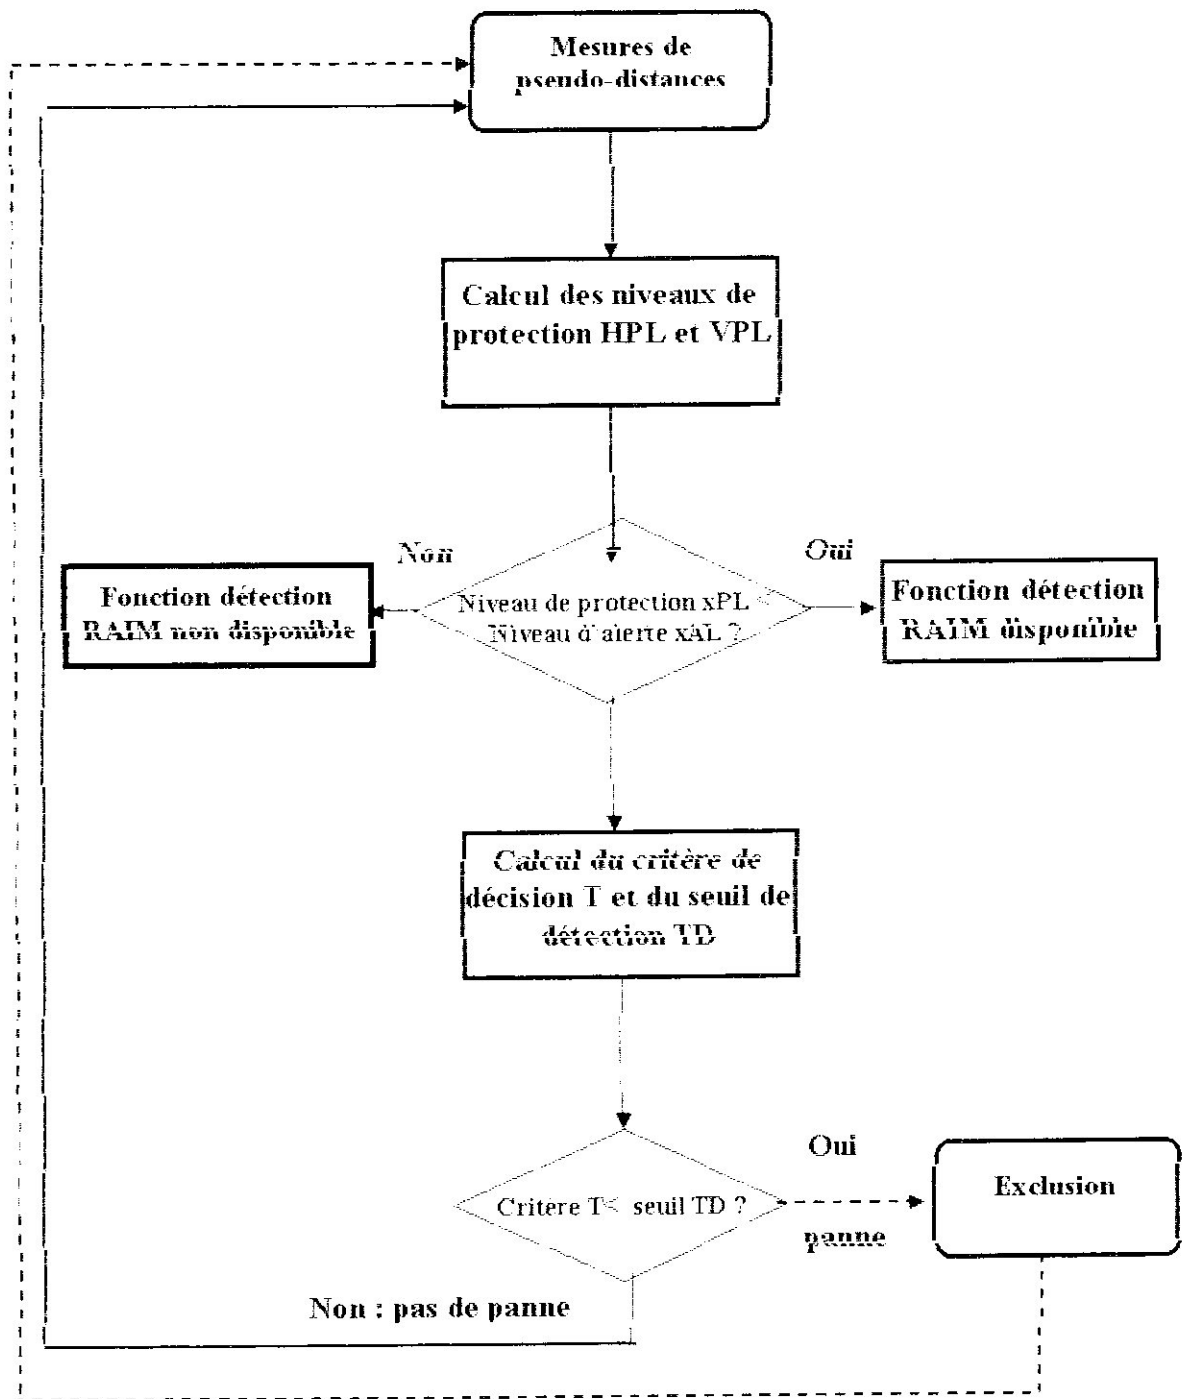 Mesures de
pseudo-distances
Calcul des niveaux de
protection HPL et VPL
Non
Oui
Fonction détection
RAIM non disponible
Niveau de protection xPL <
Niveau d'alerte xAL ?
Fonction détection
RAIM disponible
Calcul du critère de
décision T et du seuil de
détection TD
Oui
Critère T< seuil TD ?
panne
Exclusion
Non : pas de panne